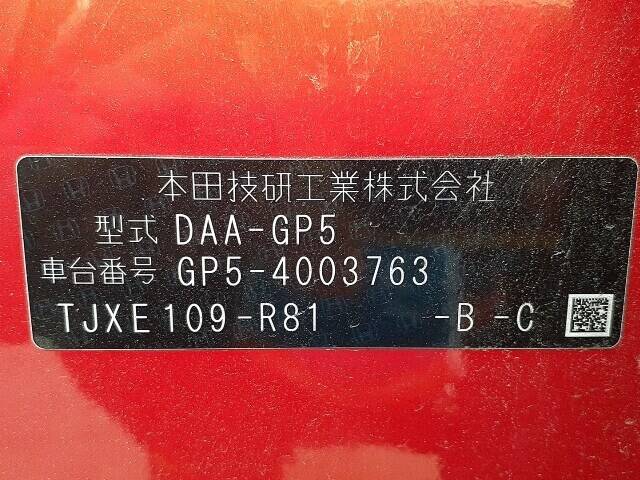 本田技研工業株式会社
型式 DAA-GP5
車台番号 GP5-4003763
TJXE109-R81 -B -C